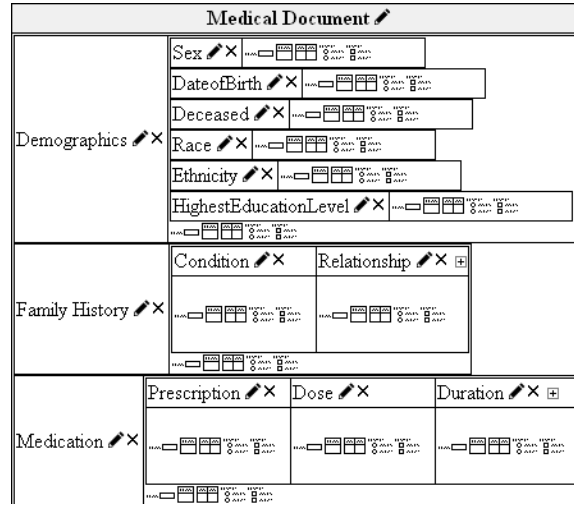 Medical Document
Demographics
Sex
DateofBirth
Deceased
Race
Ethnicity
HighestEducationLevel
Family History
Condition
Relationship
Medication
Prescription
Dose
Duration